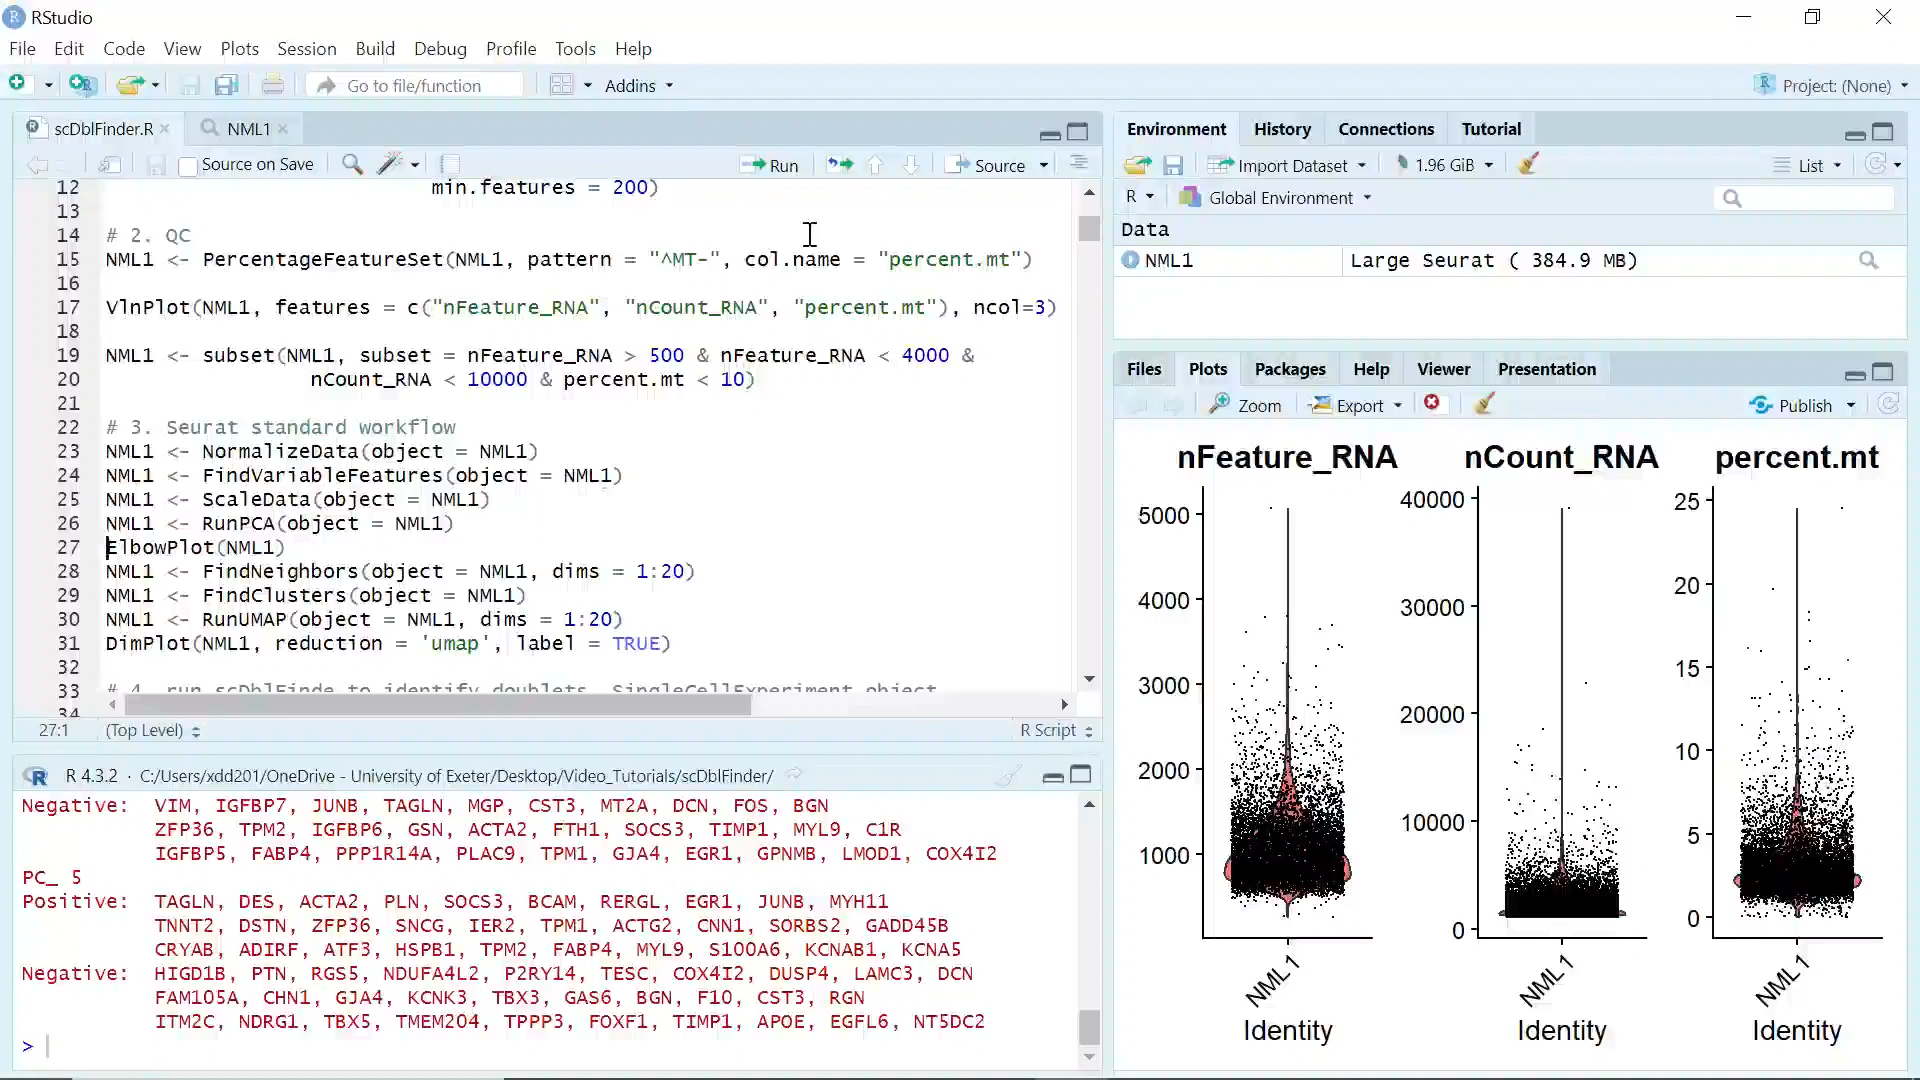 RStudio
File Edit Code View Plots Session Build Debug Profile Tools Help
Go to file/function Addins Project: (None)
scDblFinder.R NML1
Source on Save Run Source
12 min.features = 200)
13
14 # 2. QC
15 NML1 <- PercentageFeatureSet(NML1, pattern = "^MT-", col.name = "percent.mt")
16
17 VlnPlot(NML1, features = c("nFeature_RNA", "nCount_RNA", "percent.mt"), ncol=3)
18
19 NML1 <- subset(NML1, subset = nFeature_RNA > 500 & nFeature_RNA < 4000 &
20 nCount_RNA < 10000 & percent.mt < 10)
21
22 # 3. Seurat standard workflow
23 NML1 <- NormalizeData(object = NML1)
24 NML1 <- FindVariableFeatures(object = NML1)
25 NML1 <- ScaleData(object = NML1)
26 NML1 <- RunPCA(object = NML1)
27 ElbowPlot(NML1)
28 NML1 <- FindNeighbors(object = NML1, dims = 1:20)
29 NML1 <- FindClusters(object = NML1)
30 NML1 <- RunUMAP(object = NML1, dims = 1:20)
31 DimPlot(NML1, reduction = 'umap', label = TRUE)
32
33 # 4. run scDblFinde to identify doublets. SingleCellExperiment object
34
27:1 (Top Level) R Script
R 4.3.2 · C:/Users/xdd201/OneDrive - University of Exeter/Desktop/Video_Tutorials/scDblFinder/
Negative: VIM, IGFBP7, JUNB, TAGLN, MGP, CST3, MT2A, DCN, FOS, BGN
ZFP36, TPM2, IGFBP6, GSN, ACTA2, FTH1, SOCS3, TIMP1, MYL9, C1R
IGFBP5, FABP4, PPP1R14A, PLAC9, TPM1, GJA4, EGR1, GPNMB, LMOD1, COX4I2
PC_ 5
Positive: TAGLN, DES, ACTA2, PLN, SOCS3, BCAM, RERGL, EGR1, JUNB, MYH11
TNNT2, DSTN, ZFP36, SNCG, IER2, TPM1, ACTG2, CNN1, SORBS2, GADD45B
CRYAB, ADIRF, ATF3, HSPB1, TPM2, FABP4, MYL9, S100A6, KCNAB1, KCNA5
Negative: HIGD1B, PTN, RGS5, NDUFA4L2, P2RY14, TESC, COX4I2, DUSP4, LAMC3, DCN
FAM105A, CHN1, GJA4, KCNK3, TBX3, GAS6, BGN, F10, CST3, RGN
ITM2C, NDRG1, TBX5, TMEM204, TPPP3, FOXF1, TIMP1, APOE, EGFL6, NT5DC2
>
Environment History Connections Tutorial
Import Dataset 1.96 GiB List
R Global Environment
Data
NML1 Large Seurat ( 384.9 MB)
Files Plots Packages Help Viewer Presentation
Zoom Export Publish
nFeature_RNA nCount_RNA percent.mt
5000
4000
3000
2000
1000
NML1
Identity
40000
30000
20000
10000
0
NML1
Identity
25
20
15
10
5
0
NML1
Identity